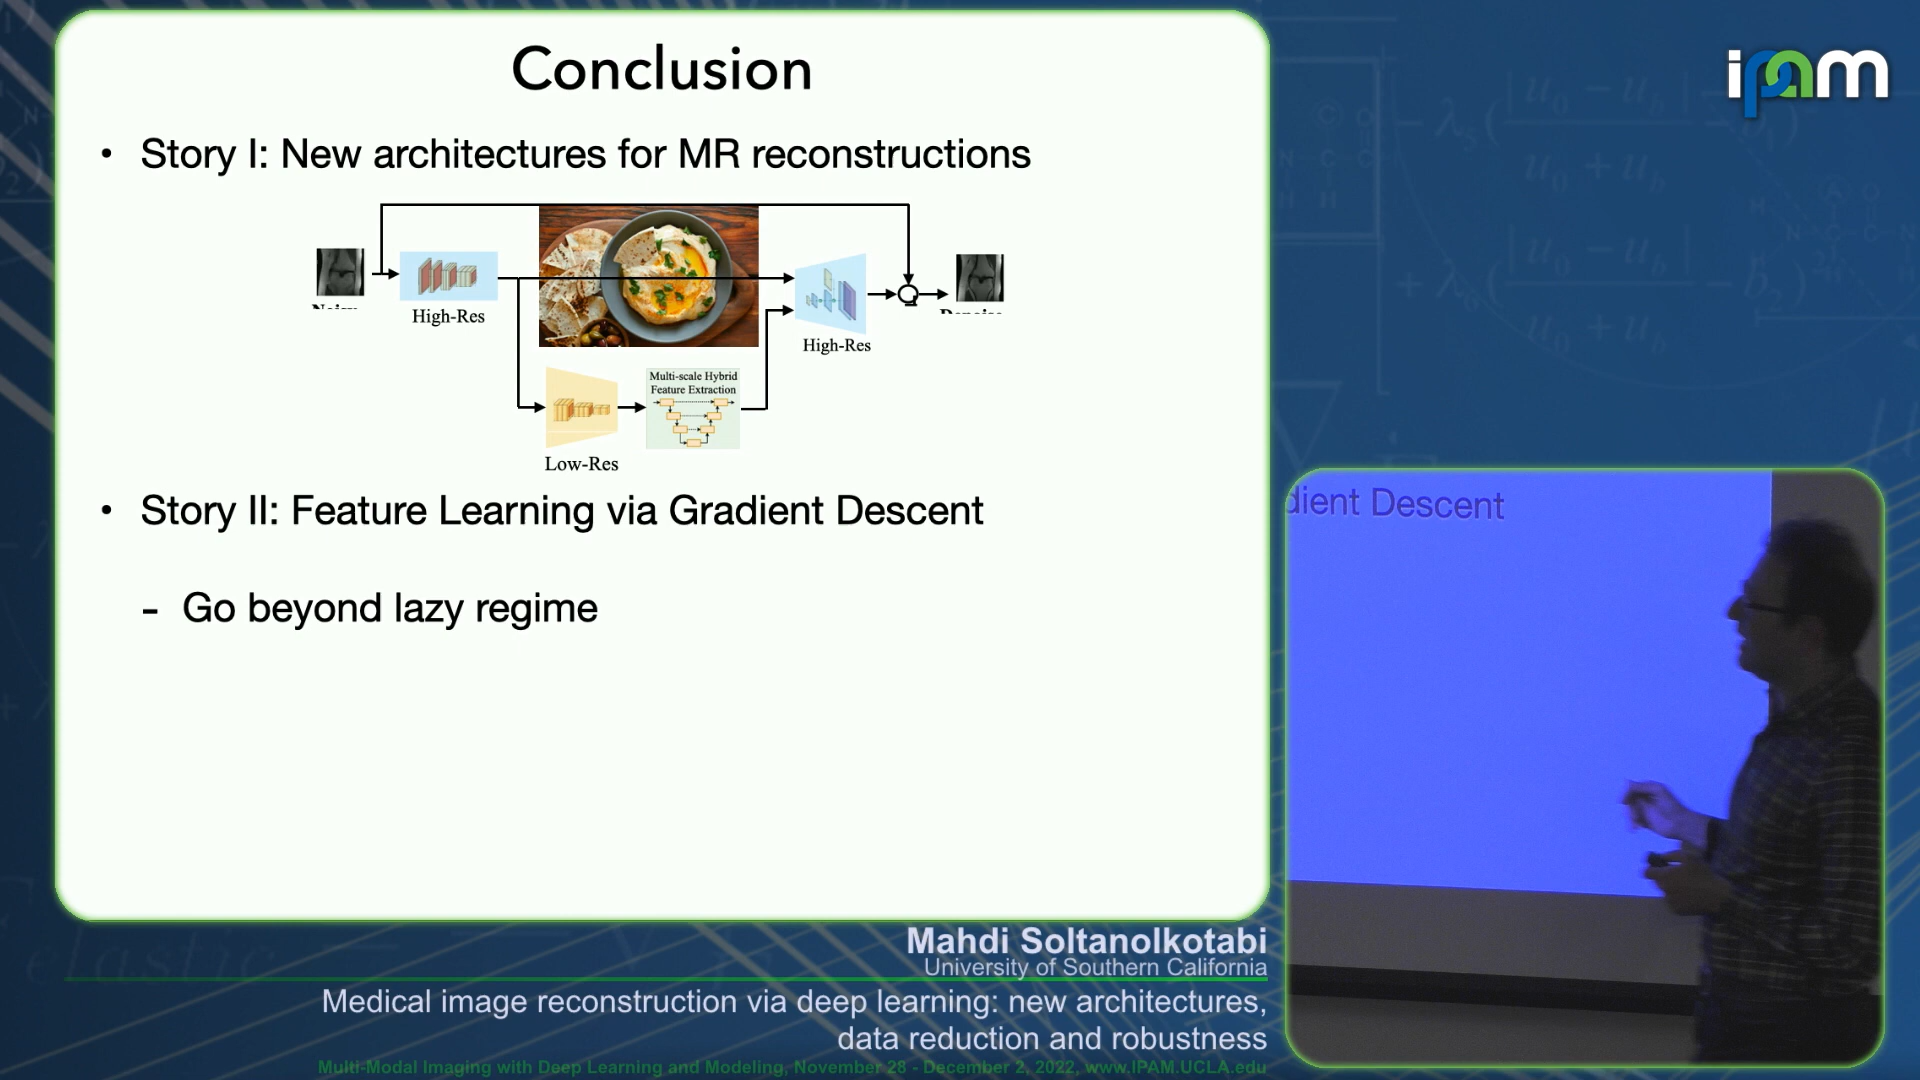 Conclusion
• Story I: New architectures for MR reconstructions
High-Res
High-Res
Multi-scale Hybrid
Feature Extraction
Low-Res
• Story II: Feature Learning via Gradient Descent
- Go beyond lazy regime
ipam
dient Descent
Mahdi Soltanolkotabi
University of Southern California
Medical image reconstruction via deep learning: new architectures,
data reduction and robustness
Multi-Modal Imaging with Deep Learning and Modeling, November 28 - December 2, 2022, www.IPAM.UCLA.edu